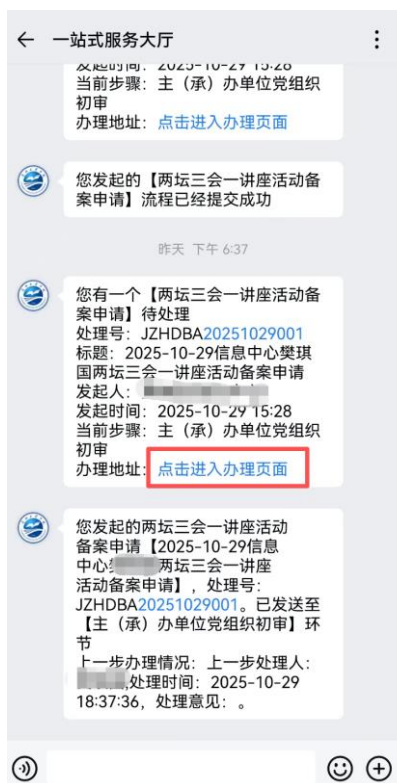 一站式服务大厅
发起时间：2025-10-29 15:28
当前步骤：主（承）办单位党组织
初审
办理地址：点击进入办理页面
您发起的【两坛三会一讲座活动备
案申请】流程已经提交成功
昨天 下午 6:37
您有一个【两坛三会一讲座活动备
案申请】待处理
处理号：JZHDBA20251029001
标题：2025-10-29信息中心樊琪
国两坛三会一讲座活动备案申请
发起人：
发起时间：2025-10-29 15:28
当前步骤：主（承）办单位党组织
初审
办理地址：点击进入办理页面
您发起的两坛三会一讲座活动
备案申请【2025-10-29信息
中心 两坛三会一讲座
活动备案申请】，处理号：
JZHDBA20251029001。已发送至
【主（承）办单位党组织初审】环
节
上一步办理情况：上一步处理人：
,处理时间：2025-10-29
18:37:36，处理意见：。